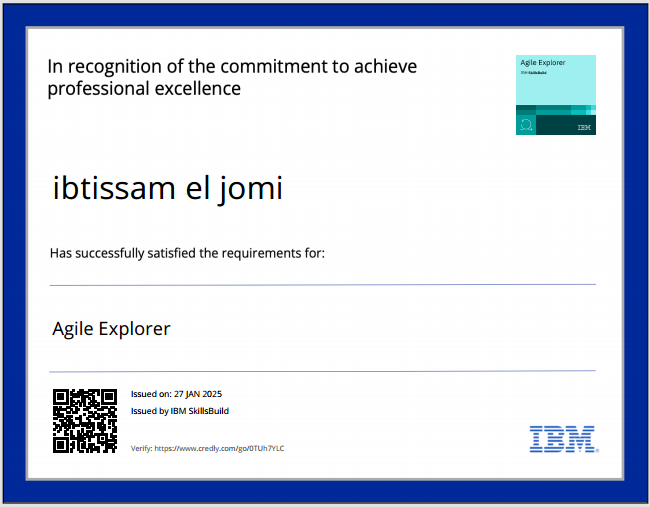 In recognition of the commitment to achieve
professional excellence
Agile Explorer
IBM SkillsBuild
IBM
ibtissam el jomi
Has successfully satisfied the requirements for:
Agile Explorer
Issued on: 27 JAN 2025
Issued by IBM SkillsBuild
Verify: https://www.credly.com/go/0TUh7YLC
IBM®